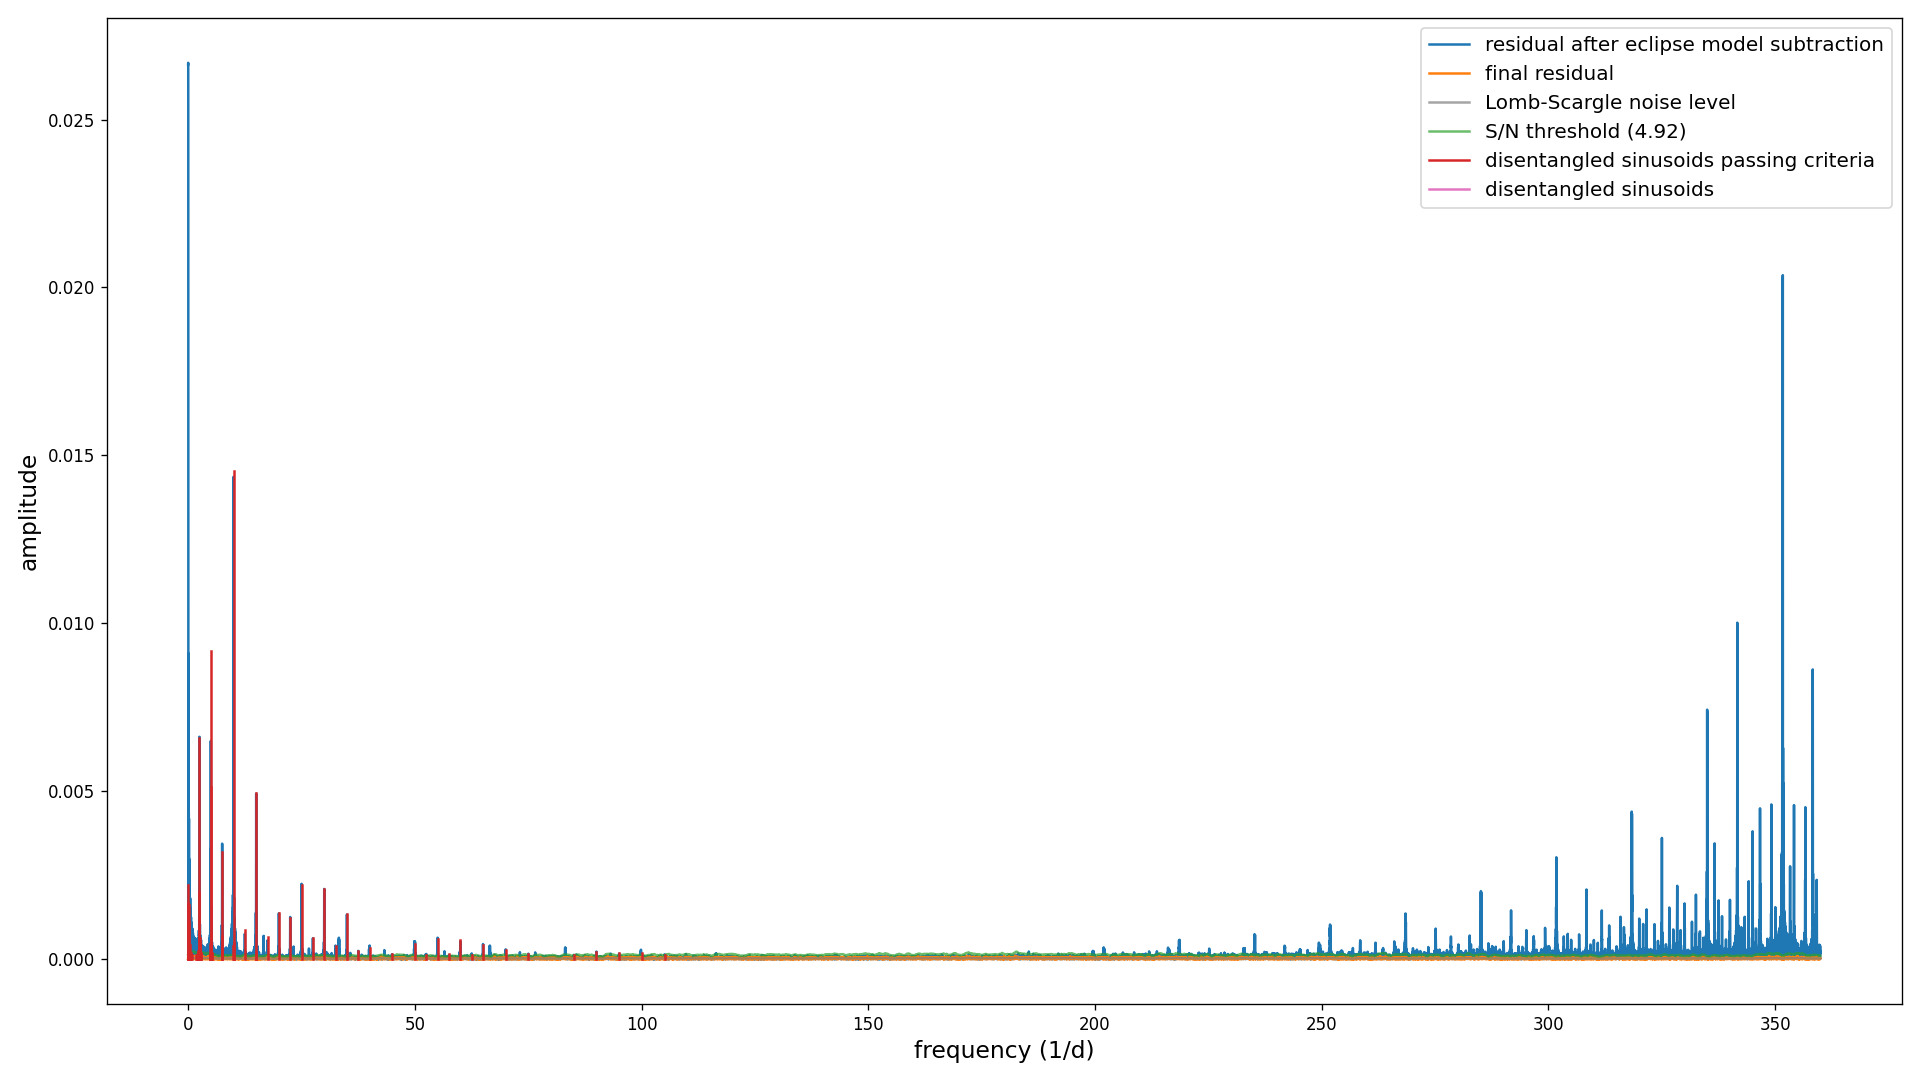 residual after eclipse model subtraction
final residual
Lomb-Scargle noise level
S/N threshold (4.92)
disentangled sinusoids passing criteria
disentangled sinusoids
0.025
0.020
0.015
0.010
0.005
0.000
amplitude
0 50 100 150 200 250 300 350
frequency (1/d)